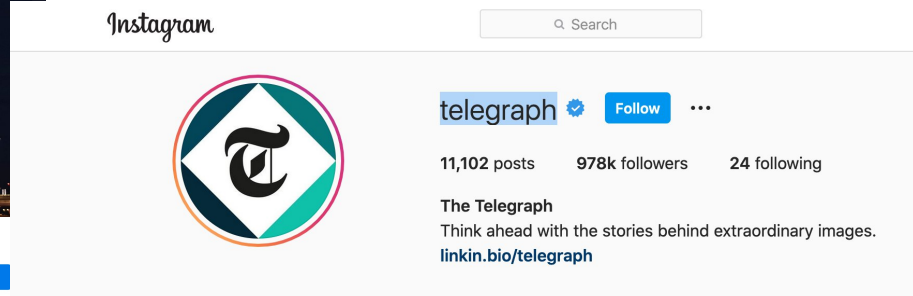 Instagram
Search
telegraph Follow
11,102 posts 978k followers 24 following
The Telegraph
Think ahead with the stories behind extraordinary images.
linkin.bio/telegraph
T